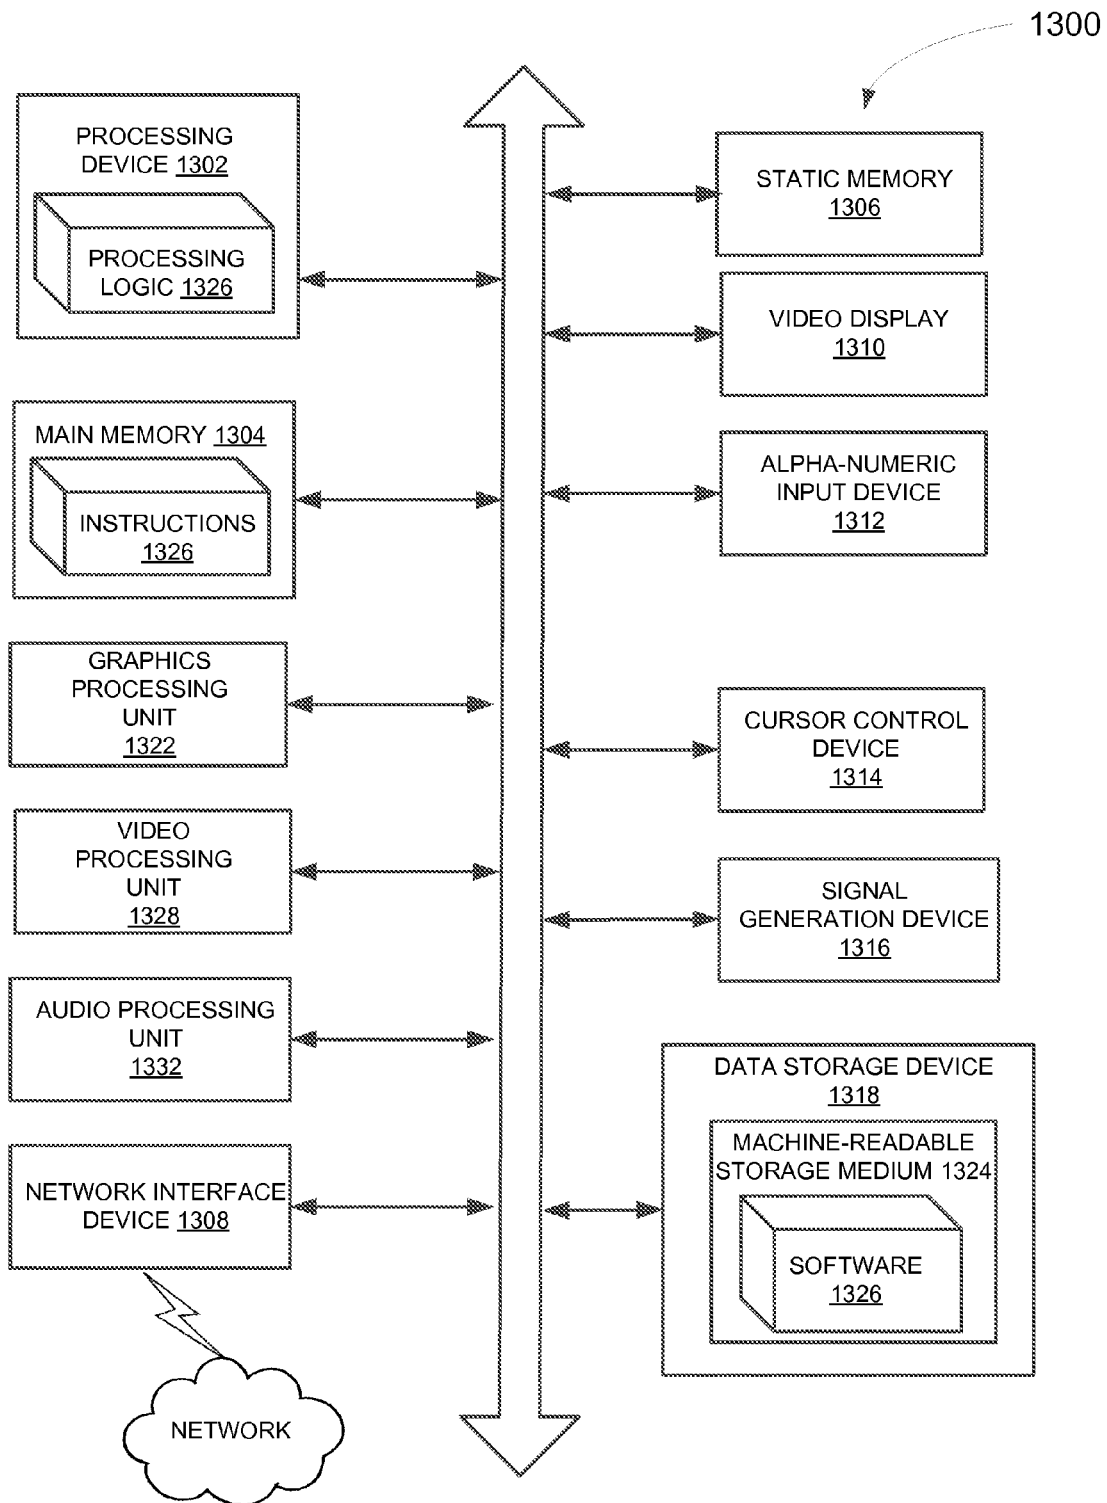 1300
PROCESSING
DEVICE 1302
PROCESSING
LOGIC 1326
MAIN MEMORY 1304
INSTRUCTIONS
1326
GRAPHICS
PROCESSING
UNIT
1322
VIDEO
PROCESSING
UNIT
1328
AUDIO PROCESSING
UNIT
1332
NETWORK INTERFACE
DEVICE 1308
NETWORK
STATIC MEMORY
1306
VIDEO DISPLAY
1310
ALPHA-NUMERIC
INPUT DEVICE
1312
CURSOR CONTROL
DEVICE
1314
SIGNAL
GENERATION DEVICE
1316
DATA STORAGE DEVICE
1318
MACHINE-READABLE
STORAGE MEDIUM 1324
SOFTWARE
1326